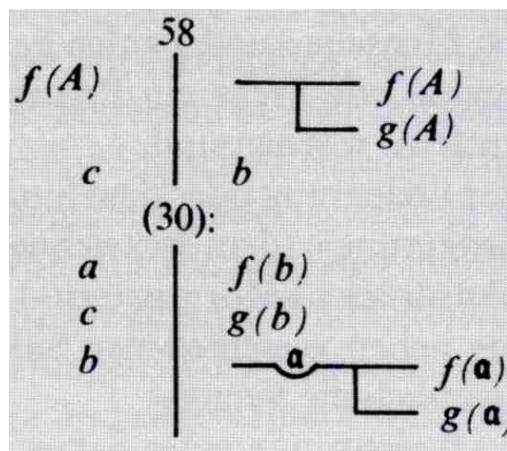 58
f(A) f(A)
g(A)
c b
(30):
a f(b)
c g(b)
b 𝔞 f(𝔞)
g(𝔞)